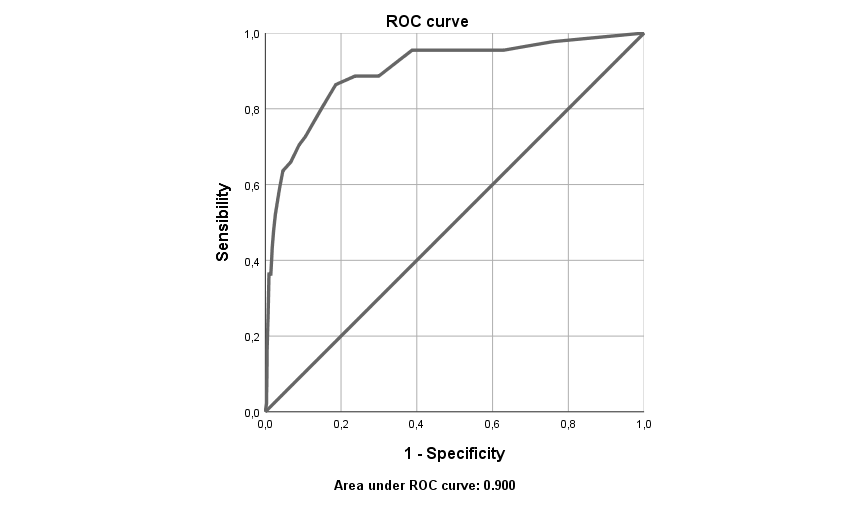 ROC curve
1,0
0,8
0,6
0,4
0,2
0,0
Sensibility
0,0 0,2 0,4 0,6 0,8 1,0
1 - Specificity
Area under ROC curve: 0.900